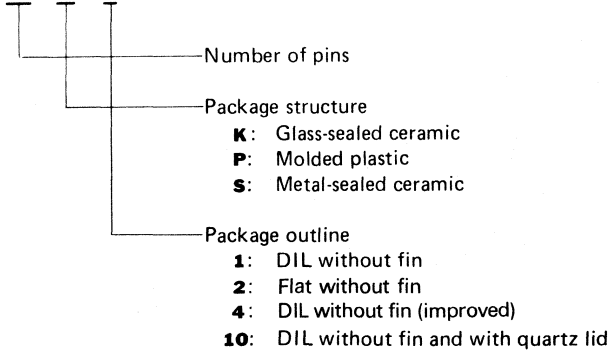 Number of pins
Package structure
K: Glass-sealed ceramic
P: Molded plastic
S: Metal-sealed ceramic
Package outline
1: DIL without fin
2: Flat without fin
4: DIL without fin (improved)
10: DIL without fin and with quartz lid